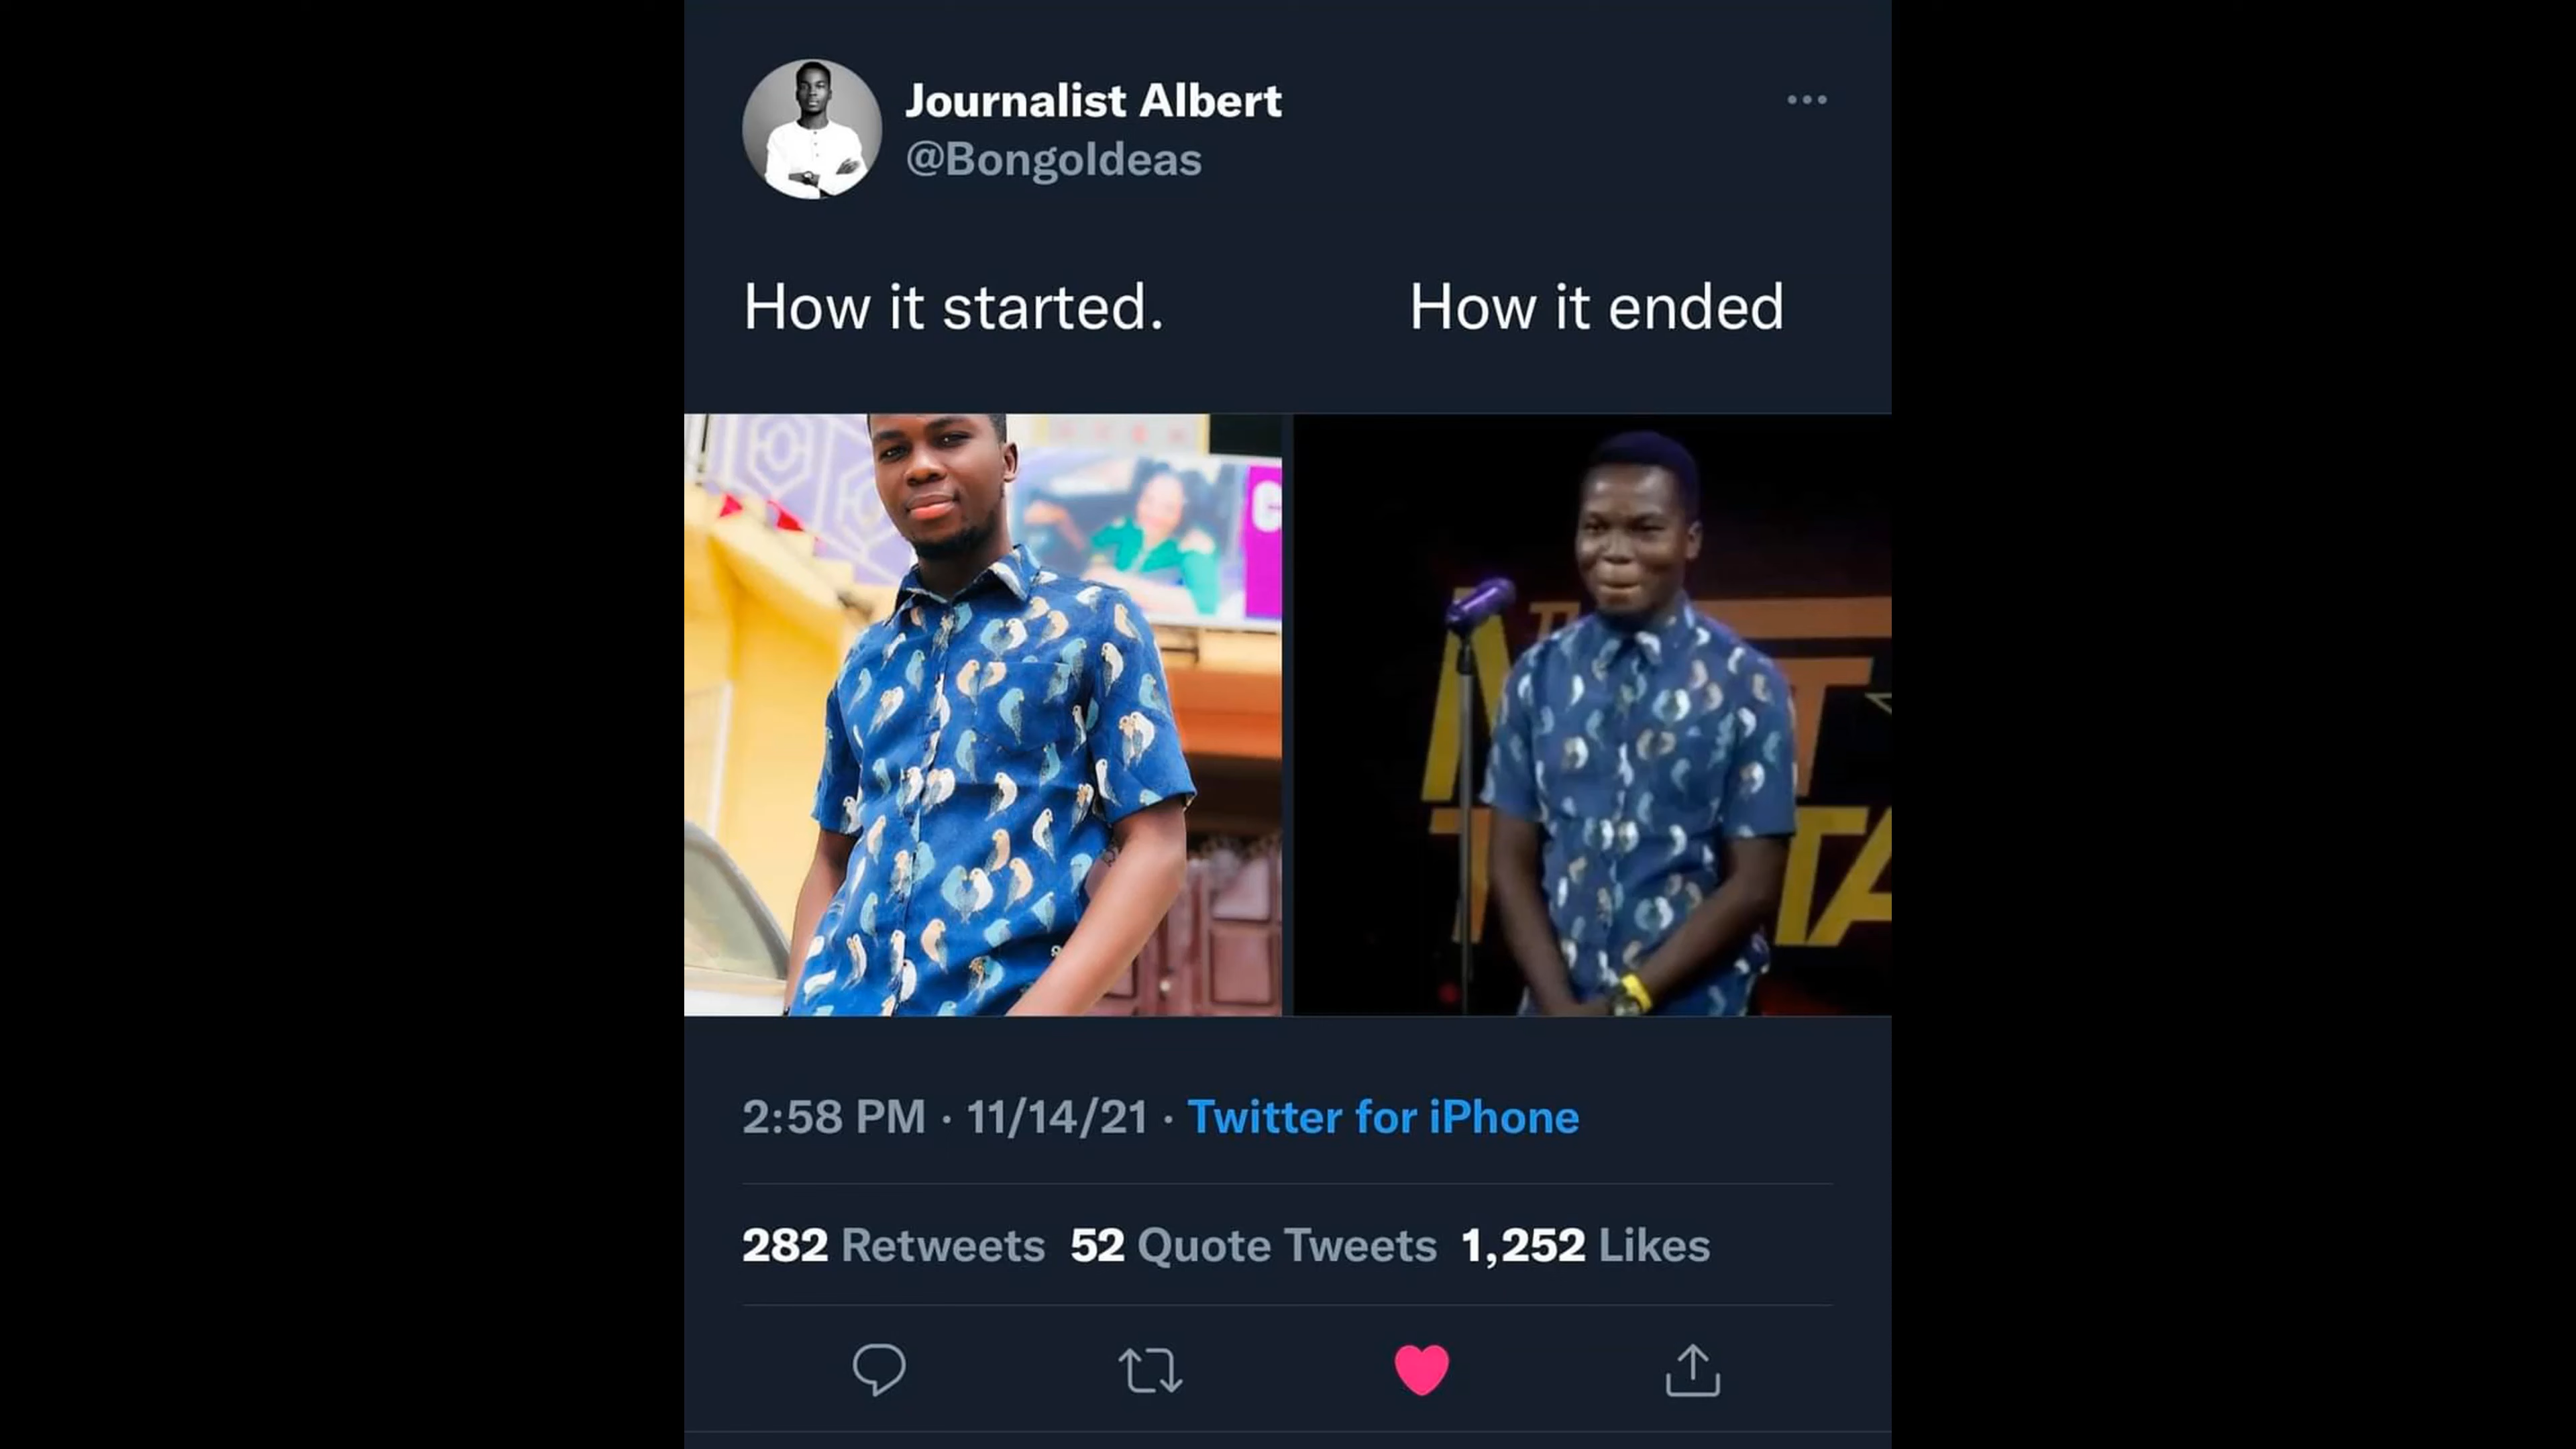 Journalist Albert
@BongoIdeas
How it started. How it ended
2:58 PM · 11/14/21 · Twitter for iPhone
282 Retweets 52 Quote Tweets 1,252 Likes